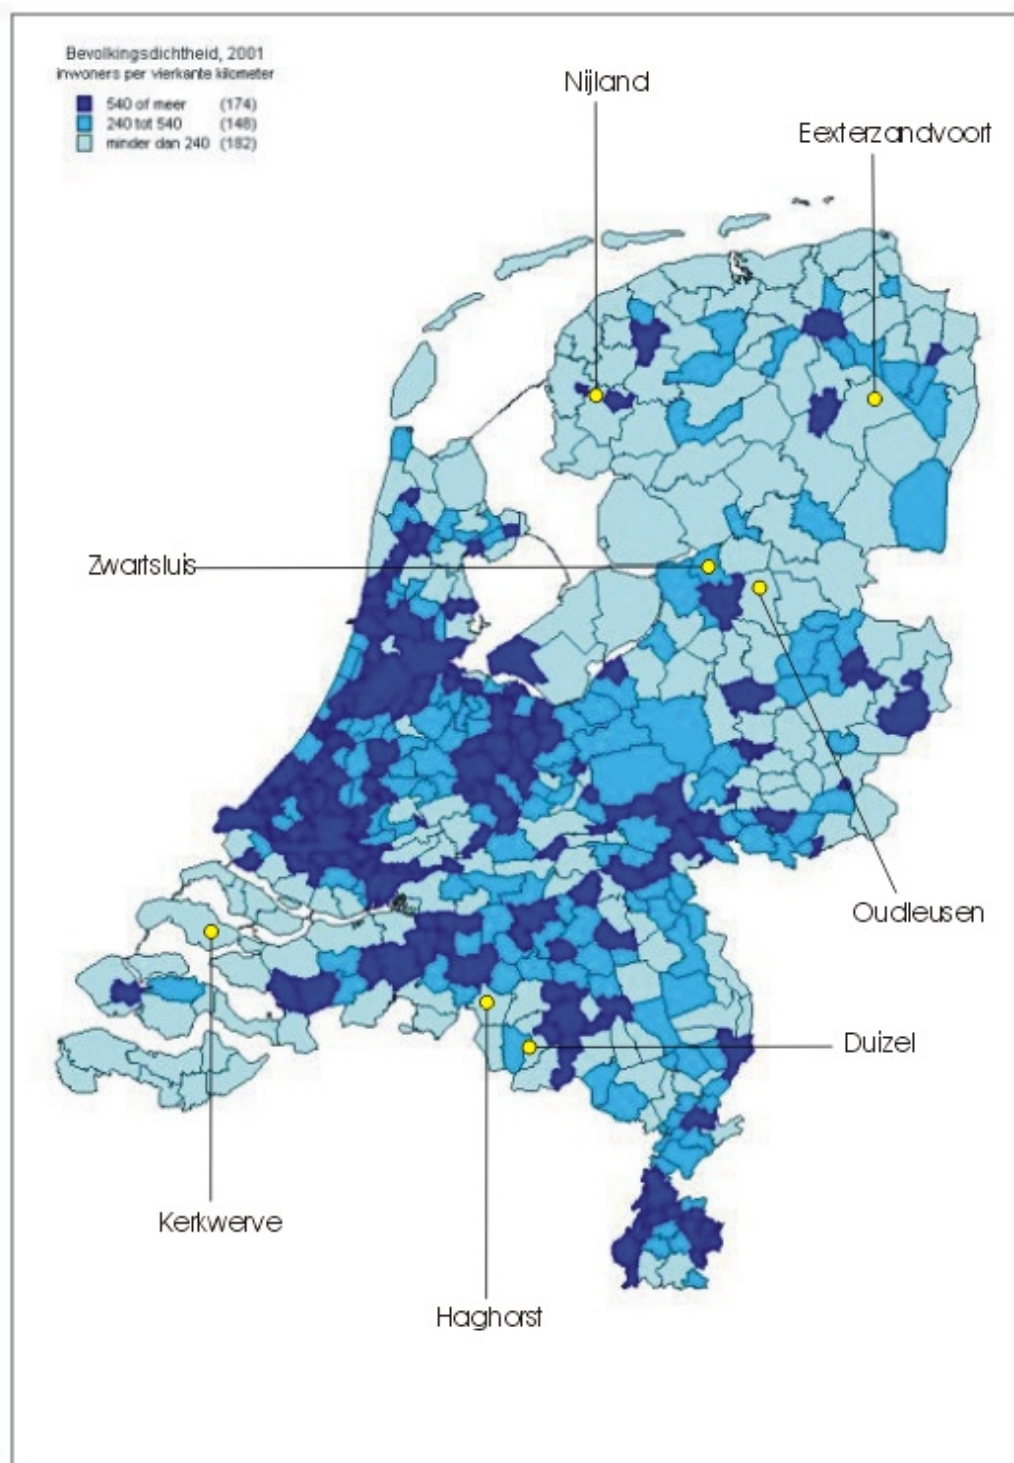 Bevolkingsdichtheid, 2001
inwoners per vierkante kilometer
540 of meer (174)
240 tot 540 (148)
minder dan 240 (182)
Nijland
Eexterzandvoort
Zwartsluis
Oudleusen
Duizel
Kerkwerve
Haghorst